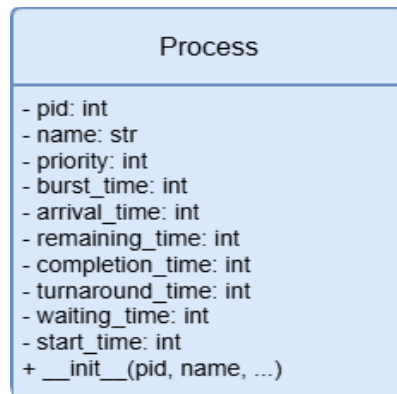 Process
- pid: int
- name: str
- priority: int
- burst_time: int
- arrival_time: int
- remaining_time: int
- completion_time: int
- turnaround_time: int
- waiting_time: int
- start_time: int
+ __init__(pid, name, ...)